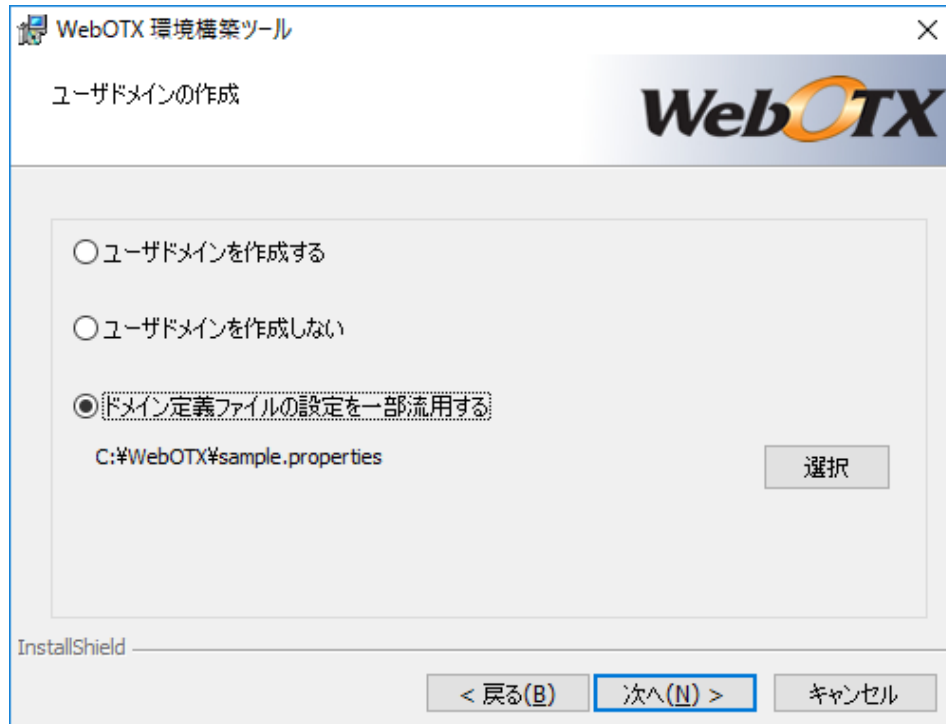 WebOTX 環境構築ツール
ユーザドメインの作成
WebOTX
ユーザドメインを作成する
ユーザドメインを作成しない
ドメイン定義ファイルの設定を一部流用する
C:¥WebOTX¥sample.properties
選択
InstallShield
< 戻る(B)
次へ(N) >
キャンセル